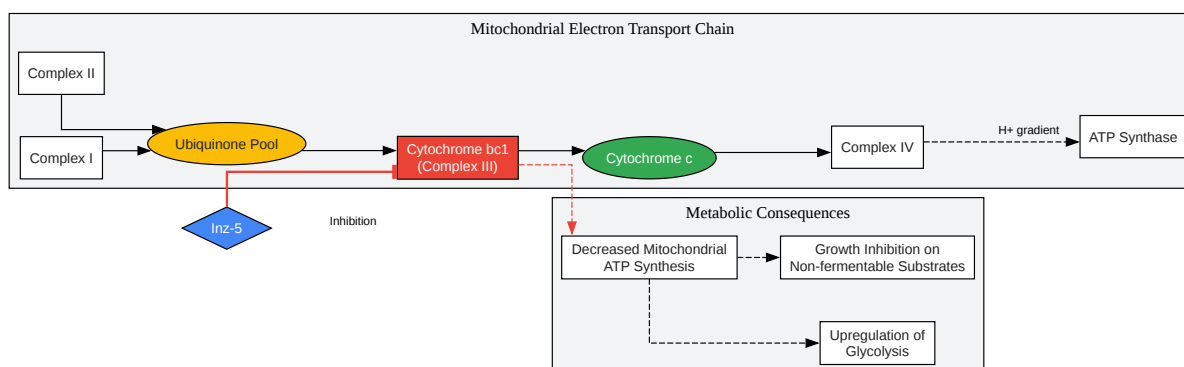 Mitochondrial Electron Transport Chain
Complex II
Complex I
Ubiquinone Pool
Cytochrome bc1
(Complex III)
Cytochrome c
Complex IV
H+ gradient
ATP Synthase
Inz-5
Inhibition
Metabolic Consequences
Decreased Mitochondrial
ATP Synthesis
Growth Inhibition on
Non-fermentable Substrates
Upregulation of
Glycolysis